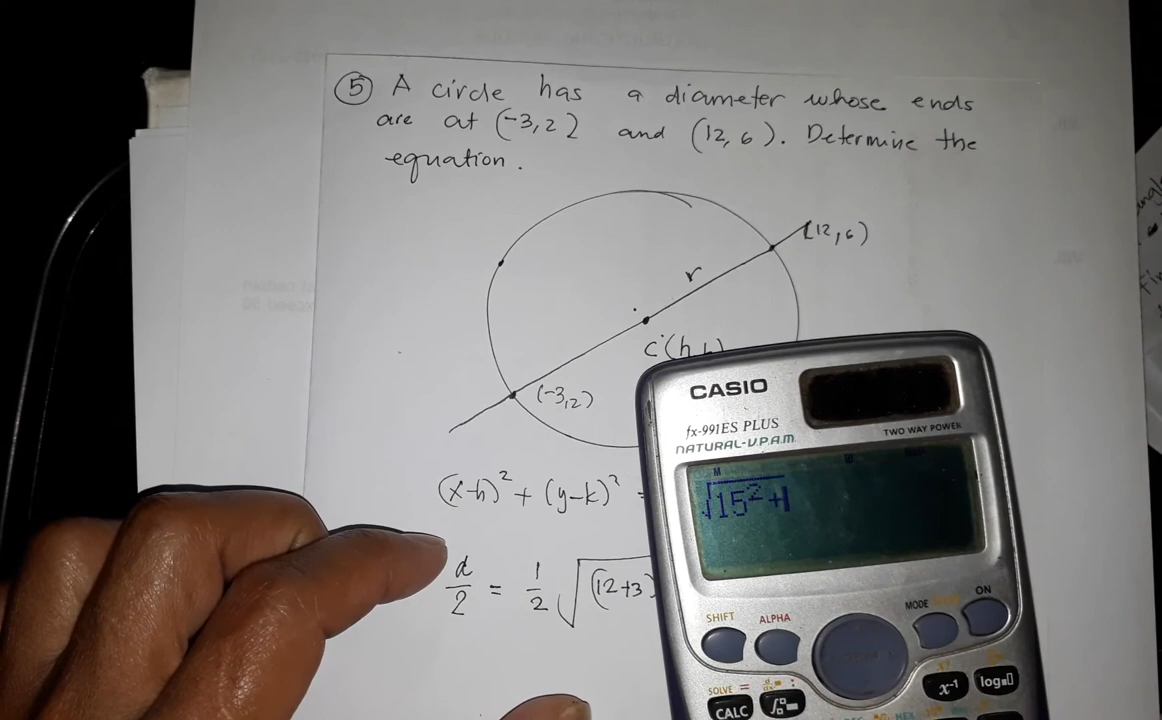 ⑤ A circle has a diameter whose ends
are at (-3,2) and (12,6). Determine the
equation.
(12,6)
r
C(h,k)
(-3,2)
(x-h)² + (y-k)² =
d/2 = 1/2 √(12+3)
CASIO
fx-991ES PLUS
NATURAL-V.P.A.M.
TWO WAY POWER
M
√15²+
SHIFT ALPHA MODE ON
SOLVE =
CALC x⁻¹ log